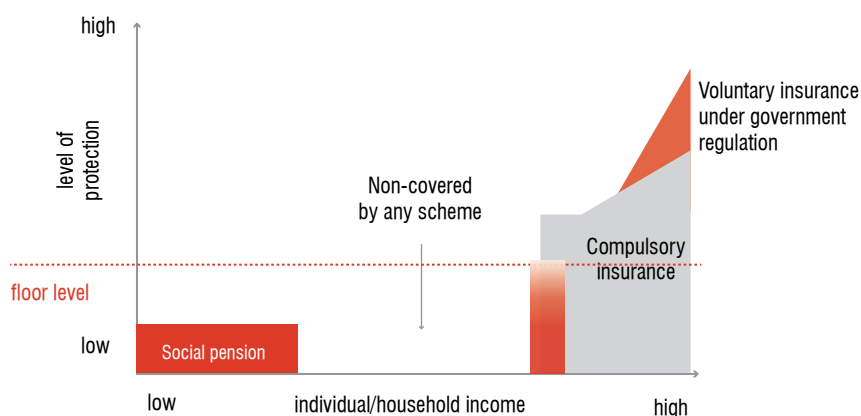 high
level of
protection
Voluntary insurance
under government
regulation
Non-covered
by any scheme
Compulsory
insurance
floor level
low
Social pension
low
individual/household income
high